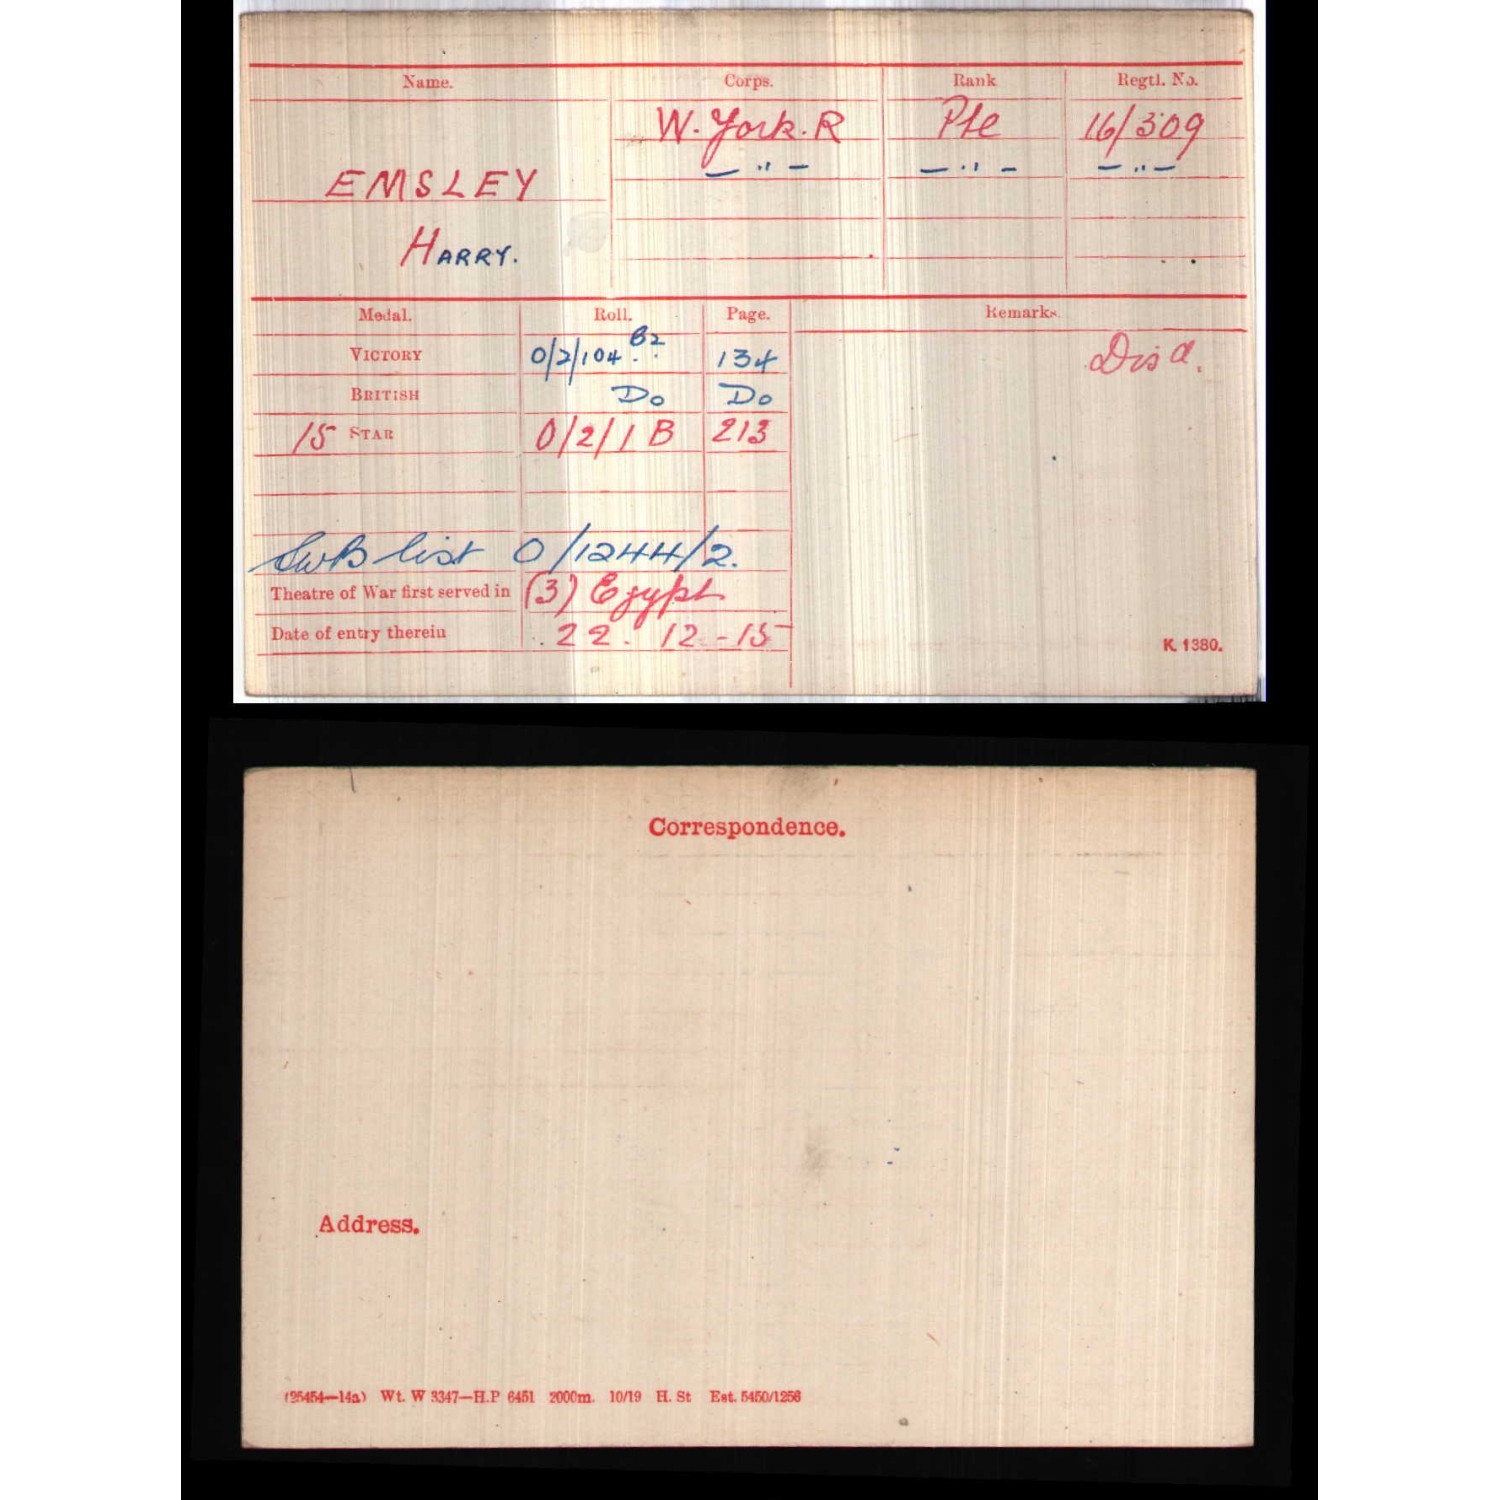 Name. Corps. Rank Regtl. No.
W. York. R Pte 16/309
— " — — " — — " —
EMSLEY
HARRY.
Medal. Roll. Page. Remarks.
VICTORY 0/2/104 B2 134 Disd.
BRITISH Do Do
15 STAR 0/2/1 B 213
SWB list 0/1244/2.
Theatre of War first served in (3) Egypt
Date of entry therein 22. 12 - 15
K. 1380.
Correspondence.
Address.
(25454—14a) Wt. W 3347—H.P 6451 2000m. 10/19 H. St Est. 5450/1256